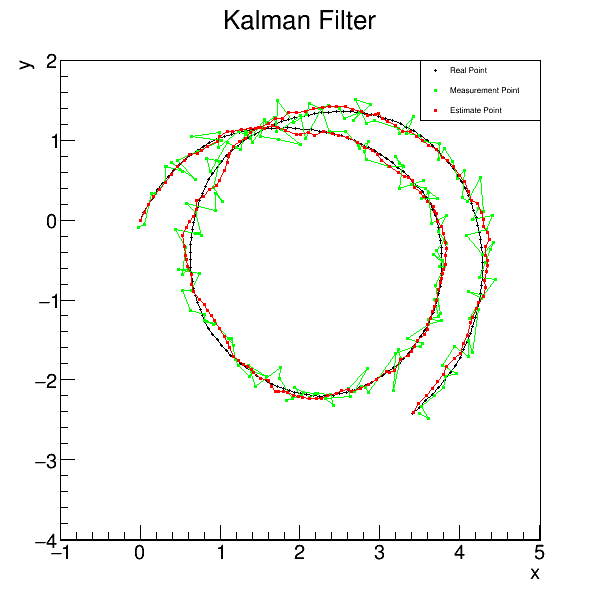 Kalman Filter
y
Real Point
Measurement Point
Estimate Point
2
1
0
−1
−2
−3
−4
−1 0 1 2 3 4 5
x